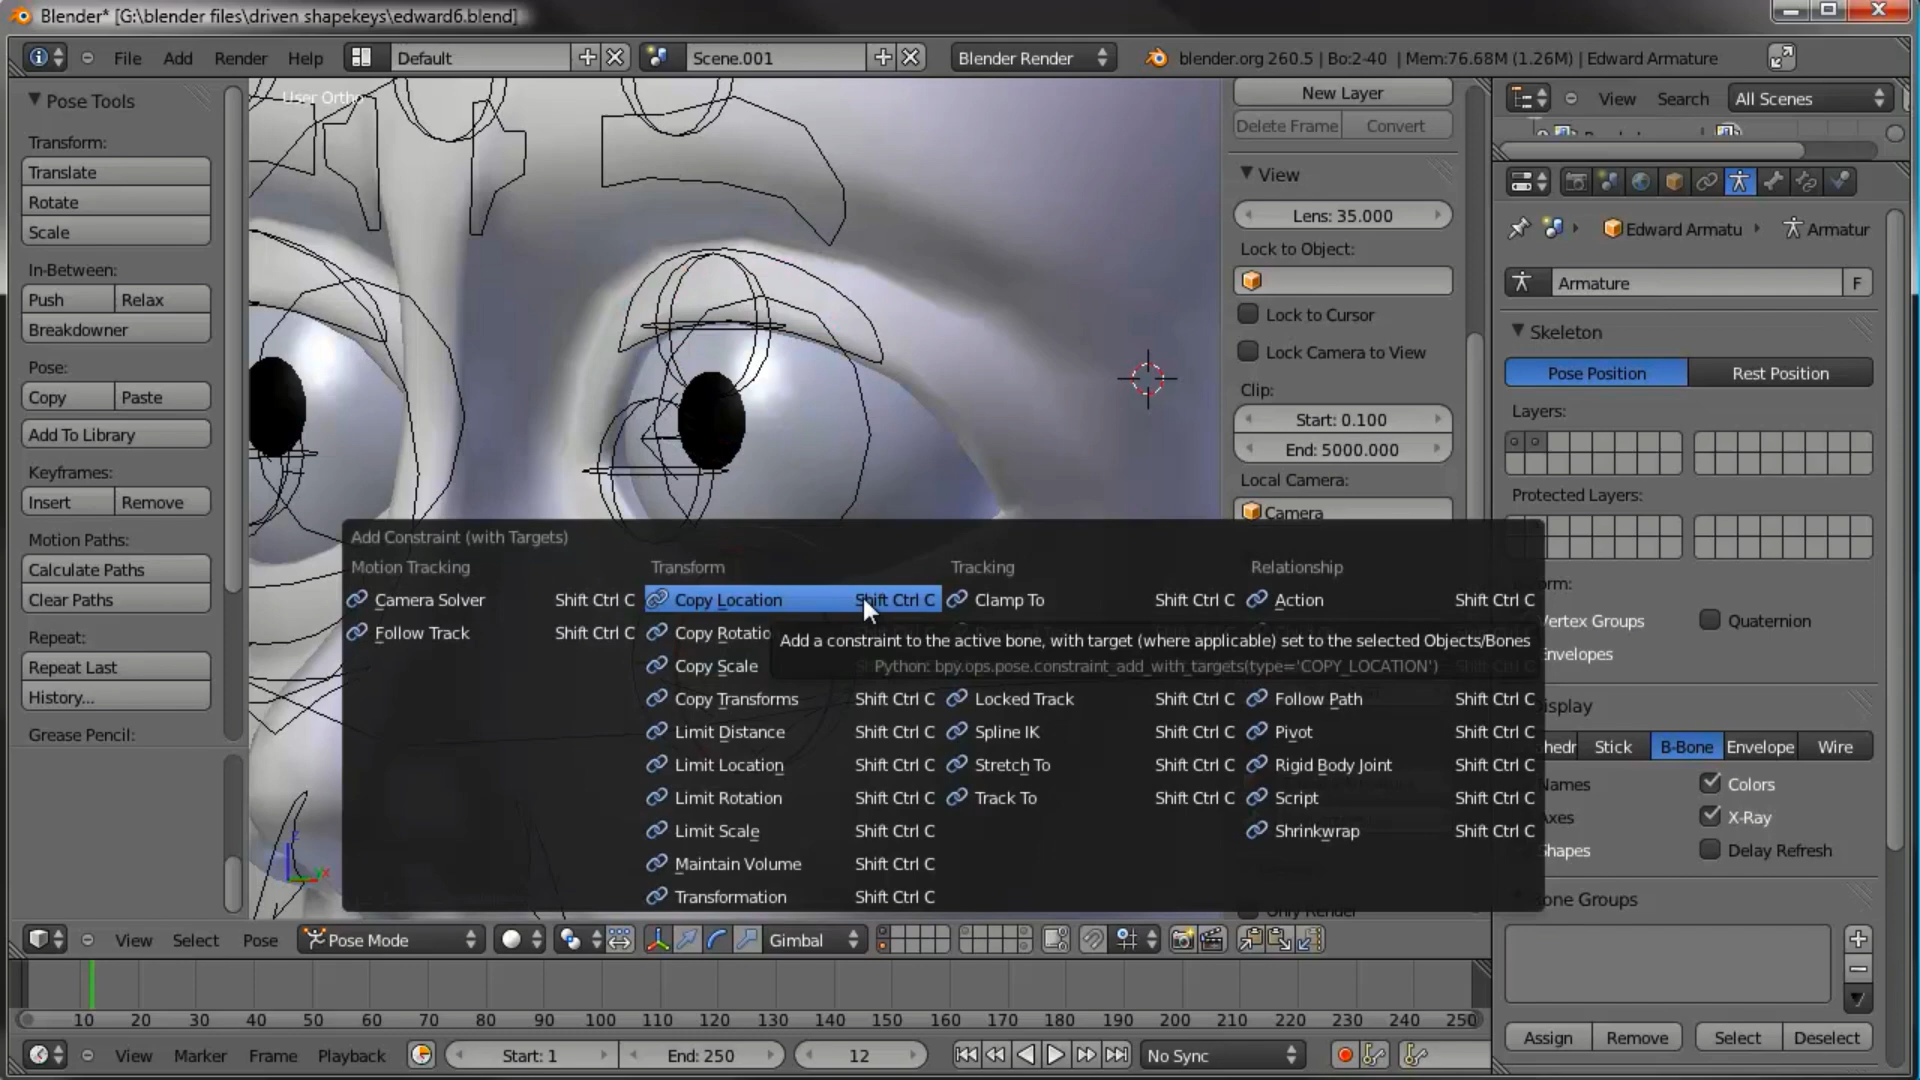 Blender* [G:\blender files\driven shapekeys\edward6.blend]
File Add Render Help Default Scene.001 Blender Render blender.org 260.5 | Bo:2-40 | Mem:76.68M (1.26M) | Edward Armature
Pose Tools
Transform:
Translate
Rotate
Scale
In-Between:
Push Relax
Breakdowner
Pose:
Copy Paste
Add To Library
Keyframes:
Insert Remove
Motion Paths:
Calculate Paths
Clear Paths
Repeat:
Repeat Last
History...
Grease Pencil:
User Ortho
New Layer
Delete Frame Convert
View
Lens: 35.000
Lock to Object:
Lock to Cursor
Lock Camera to View
Clip:
Start: 0.100
End: 5000.000
Local Camera:
Camera
View Search All Scenes
Edward Armatu Armatur
Armature F
Skeleton
Pose Position Rest Position
Layers:
Protected Layers:
orm:
Vertex Groups Quaternion
Envelopes
isplay
hedr Stick B-Bone Envelope Wire
Names Colors
Axes X-Ray
Shapes Delay Refresh
one Groups
Assign Remove Select Deselect
Add Constraint (with Targets)
Motion Tracking
Camera Solver Shift Ctrl C
Follow Track Shift Ctrl C
Transform
Copy Location Shift Ctrl C
Copy Rotatio
Copy Scale
Copy Transforms Shift Ctrl C
Limit Distance Shift Ctrl C
Limit Location Shift Ctrl C
Limit Rotation Shift Ctrl C
Limit Scale Shift Ctrl C
Maintain Volume Shift Ctrl C
Transformation Shift Ctrl C
Tracking
Clamp To Shift Ctrl C
Locked Track Shift Ctrl C
Spline IK Shift Ctrl C
Stretch To Shift Ctrl C
Track To Shift Ctrl C
Relationship
Action Shift Ctrl C
Follow Path Shift Ctrl C
Pivot Shift Ctrl C
Rigid Body Joint Shift Ctrl C
Script Shift Ctrl C
Shrinkwrap Shift Ctrl C
Add a constraint to the active bone, with target (where applicable) set to the selected Objects/Bones
Python: bpy.ops.pose.constraint_add_with_targets(type='COPY_LOCATION')
Only Render
View Select Pose Pose Mode Gimbal
10 20 30 40 50 60 70 80 90 100 110 120 130 140 150 160 170 180 190 200 210 220 230 240 250
View Marker Frame Playback Start: 1 End: 250 12 No Sync